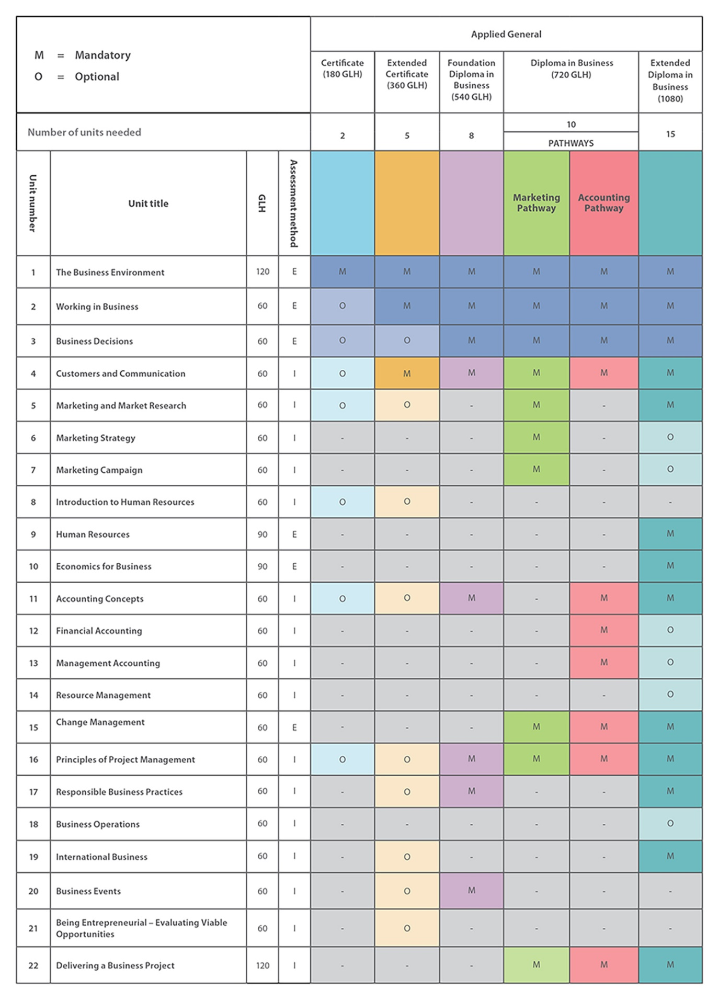 M = Mandatory
O = Optional
Applied General
Certificate
(180 GLH)
Extended
Certificate
(360 GLH)
Foundation
Diploma in
Business
(540 GLH)
Diploma in Business
(720 GLH)
Extended
Diploma in
Business
(1080)
Number of units needed
2
5
8
10
PATHWAYS
15
Unit number
Unit title
GLH
Assessment method
Marketing
Pathway
Accounting
Pathway
1 The Business Environment 120 E M M M M M M
2 Working in Business 60 E O M M M M M
3 Business Decisions 60 E O O M M M M
4 Customers and Communication 60 I O M M M M M
5 Marketing and Market Research 60 I O O - M - M
6 Marketing Strategy 60 I - - - M - O
7 Marketing Campaign 60 I - - - M - O
8 Introduction to Human Resources 60 I O O - - - -
9 Human Resources 90 E - - - - - M
10 Economics for Business 90 E - - - - - M
11 Accounting Concepts 60 I O O M - M M
12 Financial Accounting 60 I - - - - M O
13 Management Accounting 60 I - - - - M O
14 Resource Management 60 I - - - - - O
15 Change Management 60 E - - - M M M
16 Principles of Project Management 60 I O O M M M M
17 Responsible Business Practices 60 I - O M - - M
18 Business Operations 60 I - - - - - O
19 International Business 60 I - O - - - M
20 Business Events 60 I - O M - - -
21 Being Entrepreneurial – Evaluating Viable
Opportunities 60 I - O - - - -
22 Delivering a Business Project 120 I - - - M M M